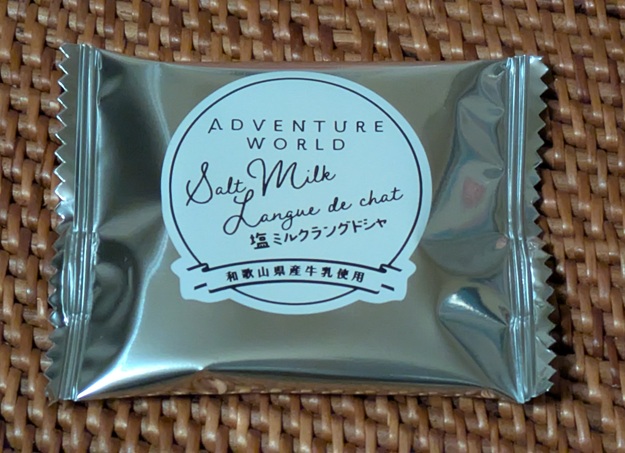 ADVENTURE
WORLD
Salt Milk
Langue de chat
塩ミルクラングドシャ
和歌山県産牛乳使用